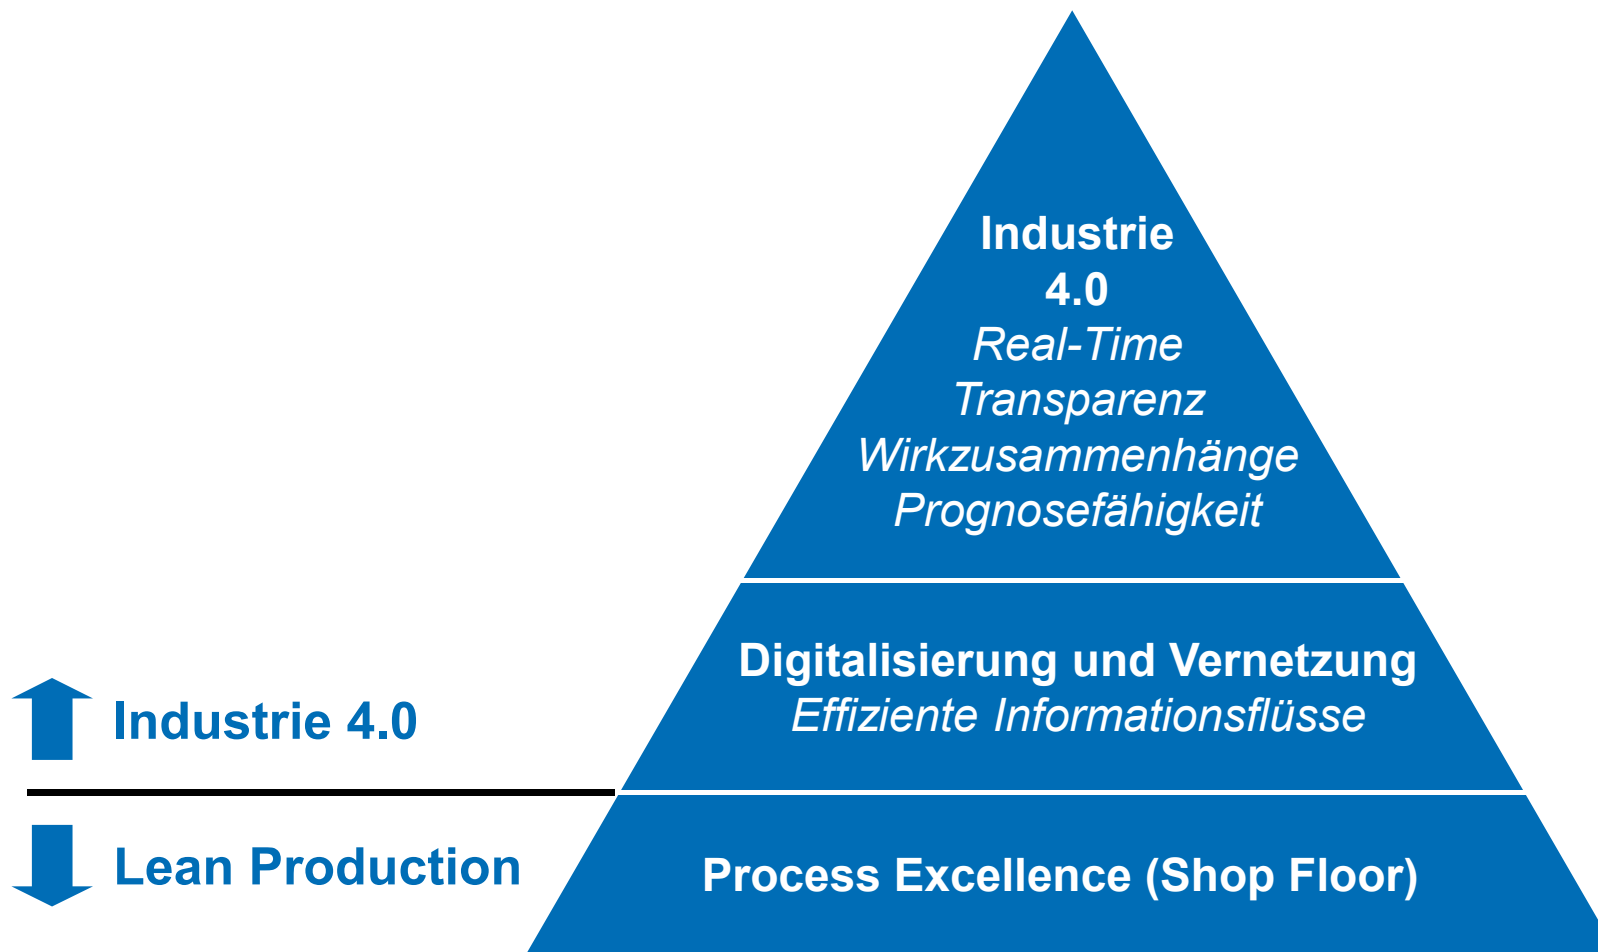 Industrie
4.0
Real-Time
Transparenz
Wirkzusammenhänge
Prognosefähigkeit
Digitalisierung und Vernetzung
Effiziente Informationsflüsse
Industrie 4.0
Lean Production
Process Excellence (Shop Floor)